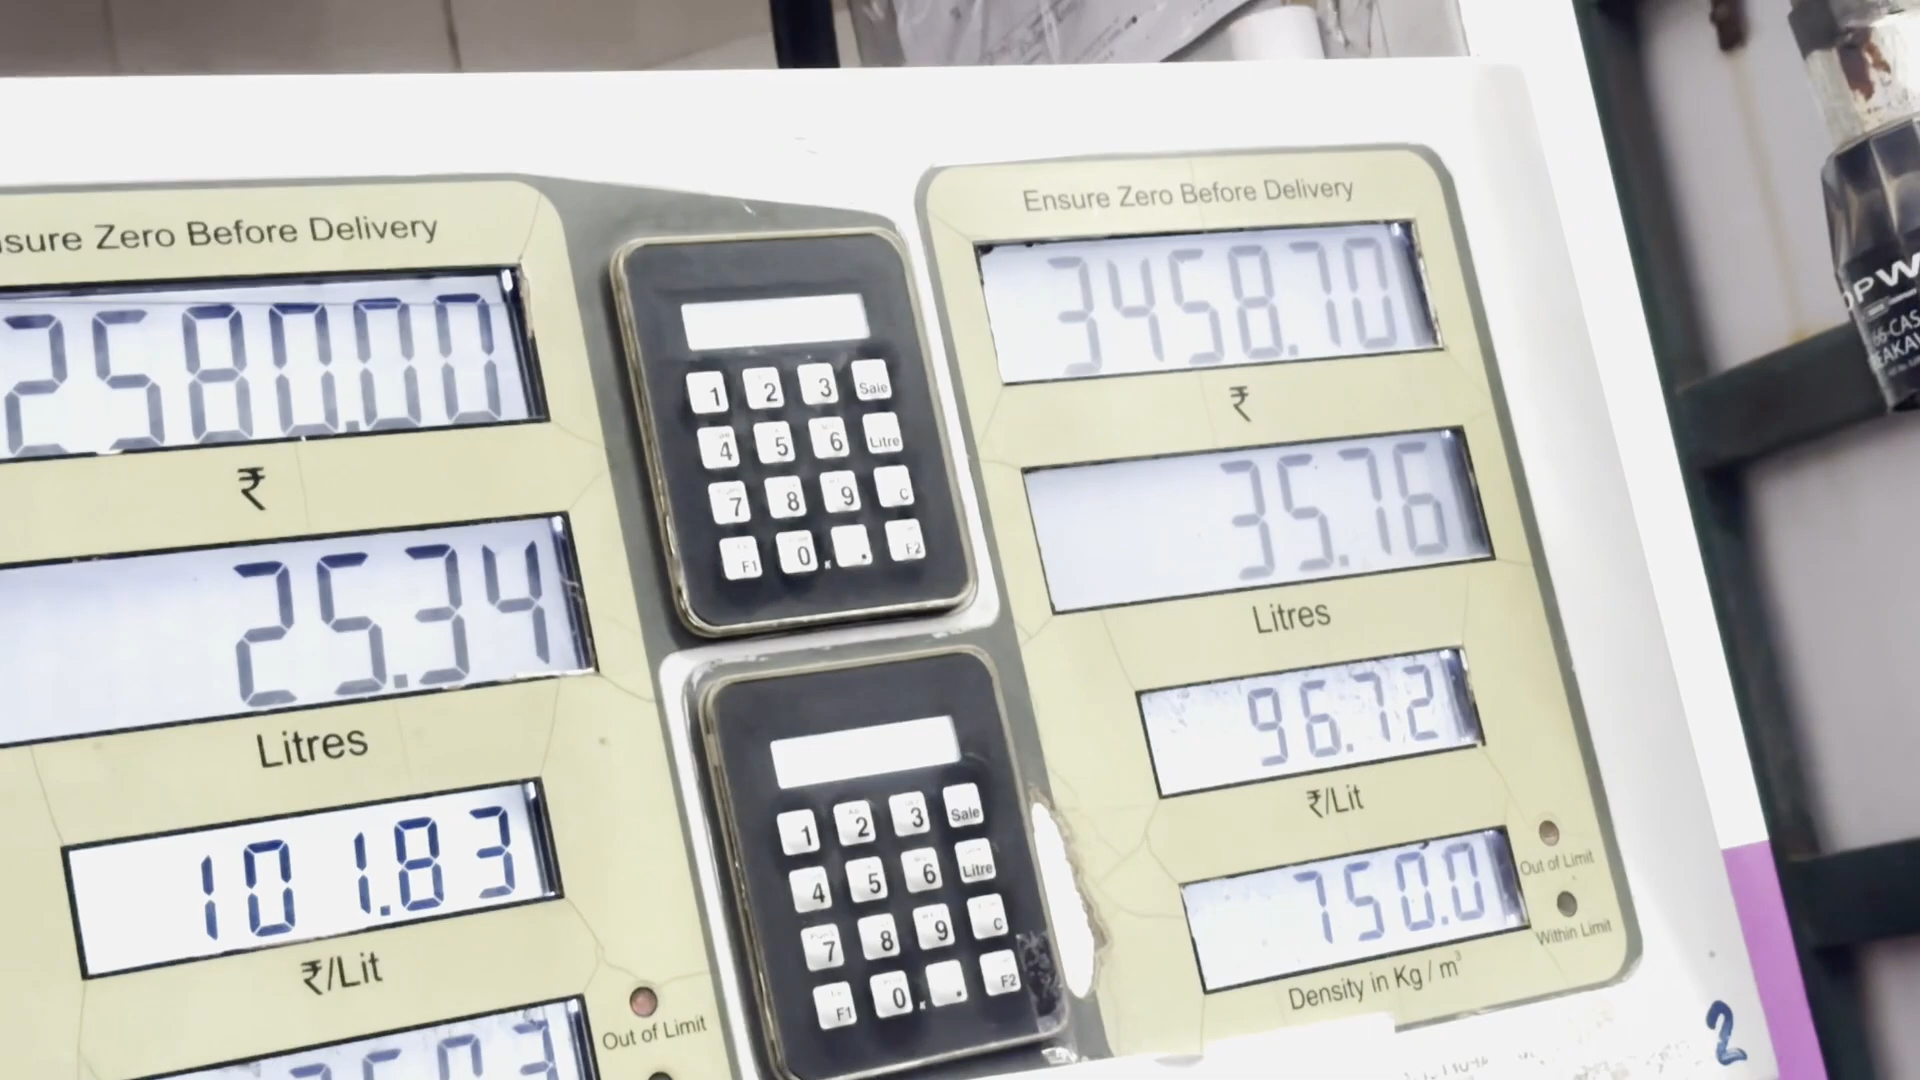 Zero Before Delivery
2580.00
₹
25.34
Litres
101.83
₹/Lit
Out of Limit
1 2 3 Sale
4 5 6 Litre
7 8 9 C
F1 0 . F2
1 2 3 Sale
4 5 6 Litre
7 8 9 C
F1 0 . F2
Ensure Zero Before Delivery
3458.70
₹
35.76
Litres
96.72
₹/Lit
750.0
Out of Limit
Within Limit
Density in Kg / m³
2